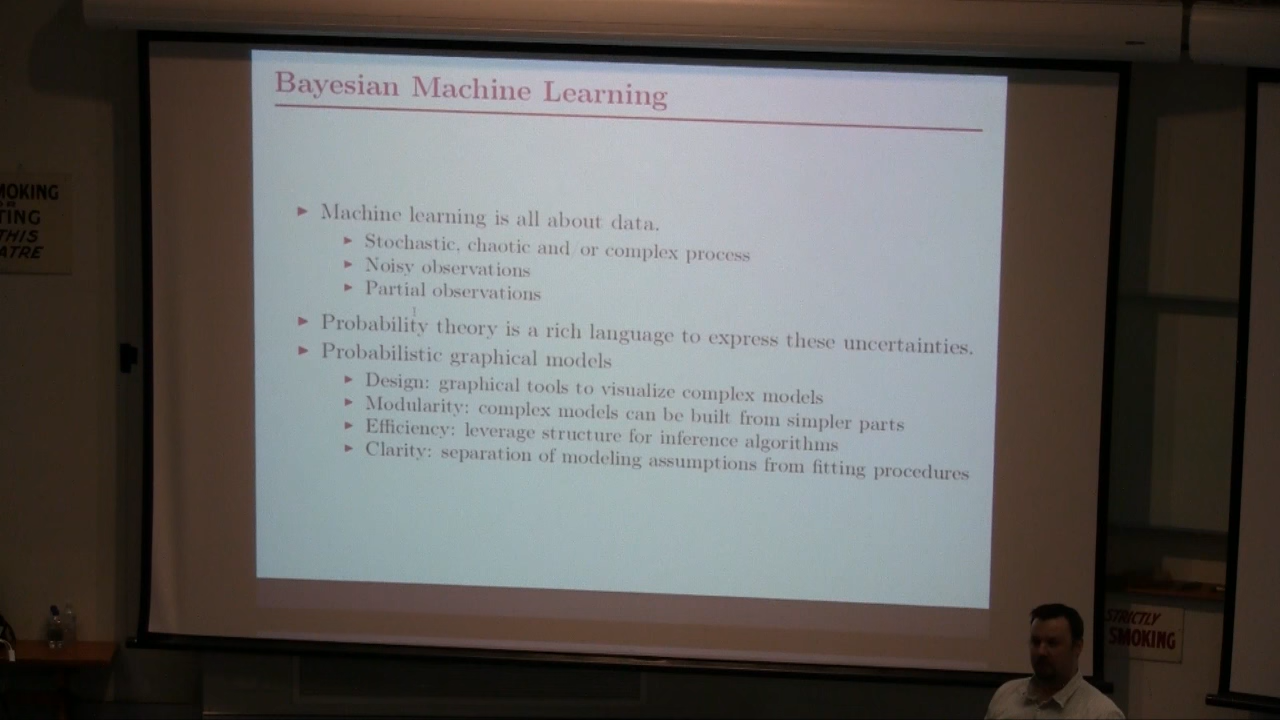 Bayesian Machine Learning
► Machine learning is all about data.
► Stochastic, chaotic and/or complex process
► Noisy observations
► Partial observations
► Probability theory is a rich language to express these uncertainties.
► Probabilistic graphical models
► Design: graphical tools to visualize complex models
► Modularity: complex models can be built from simpler parts
► Efficiency: leverage structure for inference algorithms
► Clarity: separation of modeling assumptions from fitting procedures
MOKING
TING
THIS
ATRE
STRICTLY
SMOKING